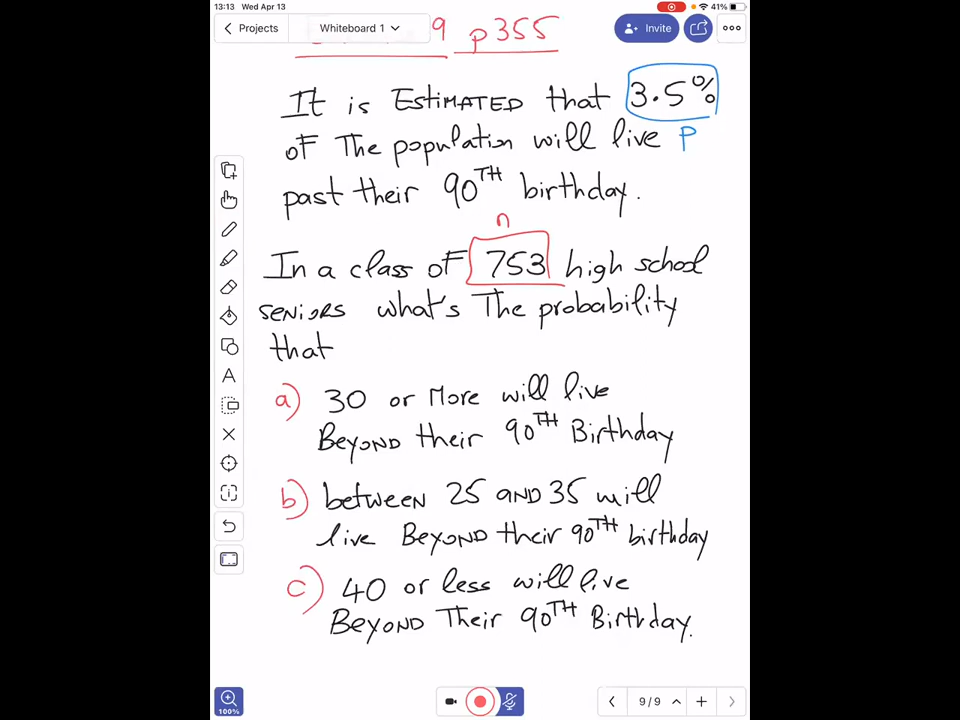 13:13 Wed Apr 13
41%
Projects
Whiteboard 1
Invite
9 p355
It is ESTIMATED that 3.5%
OF The population will live P
past their 90TH birthday.
n
In a class OF 753 high school
SENIORS what's The probability
that
a) 30 or More will live
BEYOND their 90TH Birthday
b) between 25 AND 35 will
live BEYOND their 90TH birthday
c) 40 or less will live
BEYOND Their 90TH Birthday.
A
100%
9/9